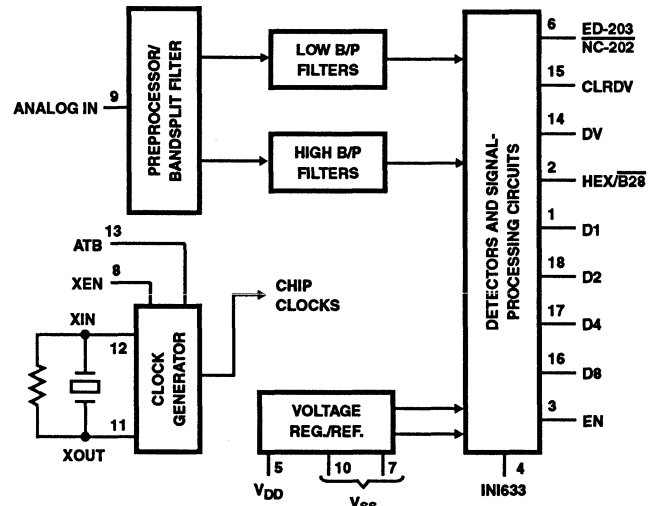 PREPROCESSOR/
BANDSPLIT FILTER
LOW B/P
FILTERS
HIGH B/P
FILTERS
DETECTORS AND SIGNAL-
PROCESSING CIRCUITS
6 ED-203
NC-202
15 CLRDV
14 DV
2 HEX/B28
1 D1
18 D2
17 D4
16 D8
3 EN
4
INI633
9
ANALOG IN
13
ATB
8
XEN
XIN
12
11
XOUT
CLOCK
GENERATOR
CHIP
CLOCKS
VOLTAGE
REG./REF.
5 10 7
VDD
VSS